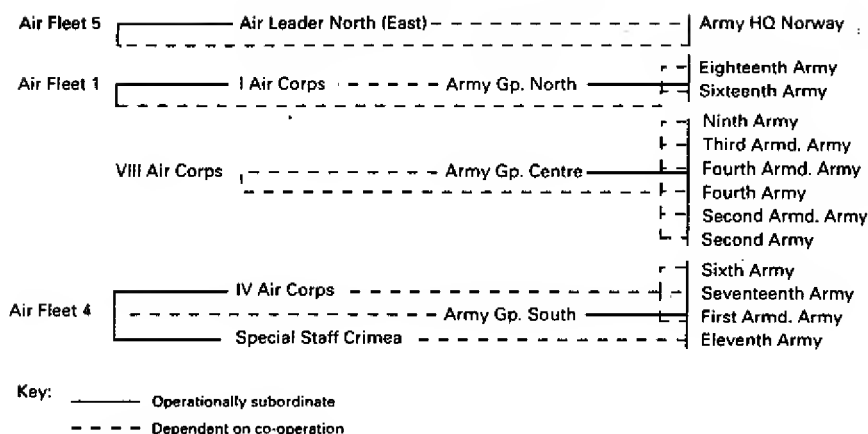 Air Fleet 5 Air Leader North (East) Army HQ Norway
Eighteenth Army
Air Fleet 1 I Air Corps Army Gp. North
Sixteenth Army
Ninth Army
Third Armd. Army
VIII Air Corps Army Gp. Centre Fourth Armd. Army
Fourth Army
Second Armd. Army
Second Army
Sixth Army
IV Air Corps Seventeenth Army
Air Fleet 4 Army Gp. South First Armd. Army
Special Staff Crimea Eleventh Army
Key:
Operationally subordinate
Dependent on co-operation